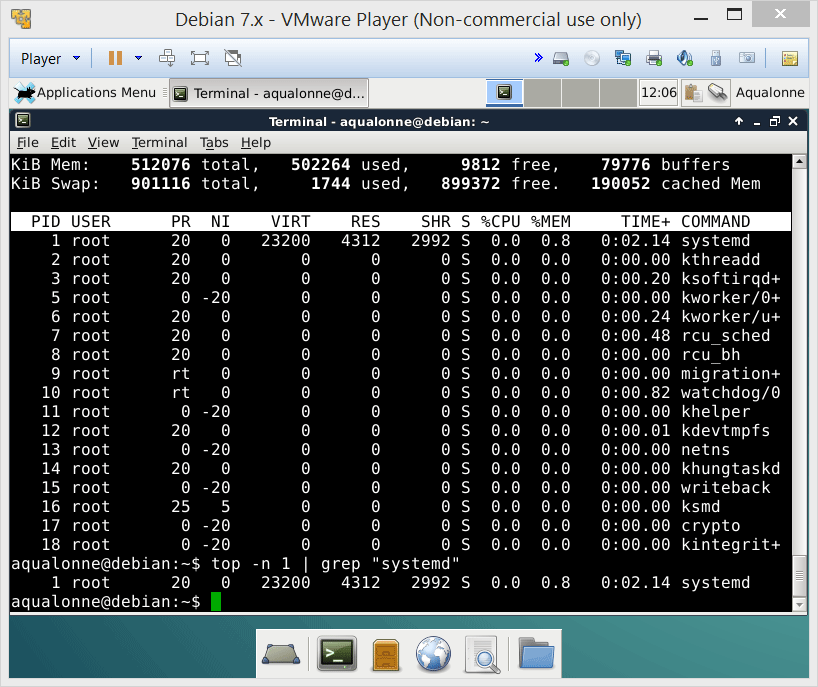 Debian 7.x - VMware Player (Non-commercial use only)
Player
Applications Menu Terminal - aqualonne@d... 12:06 Aqualonne
Terminal - aqualonne@debian: ~
File Edit View Terminal Tabs Help
KiB Mem: 512076 total, 502264 used, 9812 free, 79776 buffers
KiB Swap: 901116 total, 1744 used, 899372 free. 190052 cached Mem
PID USER PR NI VIRT RES SHR S %CPU %MEM TIME+ COMMAND
1 root 20 0 23200 4312 2992 S 0.0 0.8 0:02.14 systemd
2 root 20 0 0 0 0 S 0.0 0.0 0:00.00 kthreadd
3 root 20 0 0 0 0 S 0.0 0.0 0:00.20 ksoftirqd+
5 root 0 -20 0 0 0 S 0.0 0.0 0:00.00 kworker/0+
6 root 20 0 0 0 0 S 0.0 0.0 0:00.24 kworker/u+
7 root 20 0 0 0 0 S 0.0 0.0 0:00.48 rcu_sched
8 root 20 0 0 0 0 S 0.0 0.0 0:00.00 rcu_bh
9 root rt 0 0 0 0 S 0.0 0.0 0:00.00 migration+
10 root rt 0 0 0 0 S 0.0 0.0 0:00.82 watchdog/0
11 root 0 -20 0 0 0 S 0.0 0.0 0:00.00 khelper
12 root 20 0 0 0 0 S 0.0 0.0 0:00.01 kdevtmpfs
13 root 0 -20 0 0 0 S 0.0 0.0 0:00.00 netns
14 root 20 0 0 0 0 S 0.0 0.0 0:00.00 khungtaskd
15 root 0 -20 0 0 0 S 0.0 0.0 0:00.00 writeback
16 root 25 5 0 0 0 S 0.0 0.0 0:00.00 ksmd
17 root 0 -20 0 0 0 S 0.0 0.0 0:00.00 crypto
18 root 0 -20 0 0 0 S 0.0 0.0 0:00.00 kintegrit+
aqualonne@debian:~$ top -n 1 | grep "systemd"
1 root 20 0 23200 4312 2992 S 0.0 0.8 0:02.14 systemd
aqualonne@debian:~$